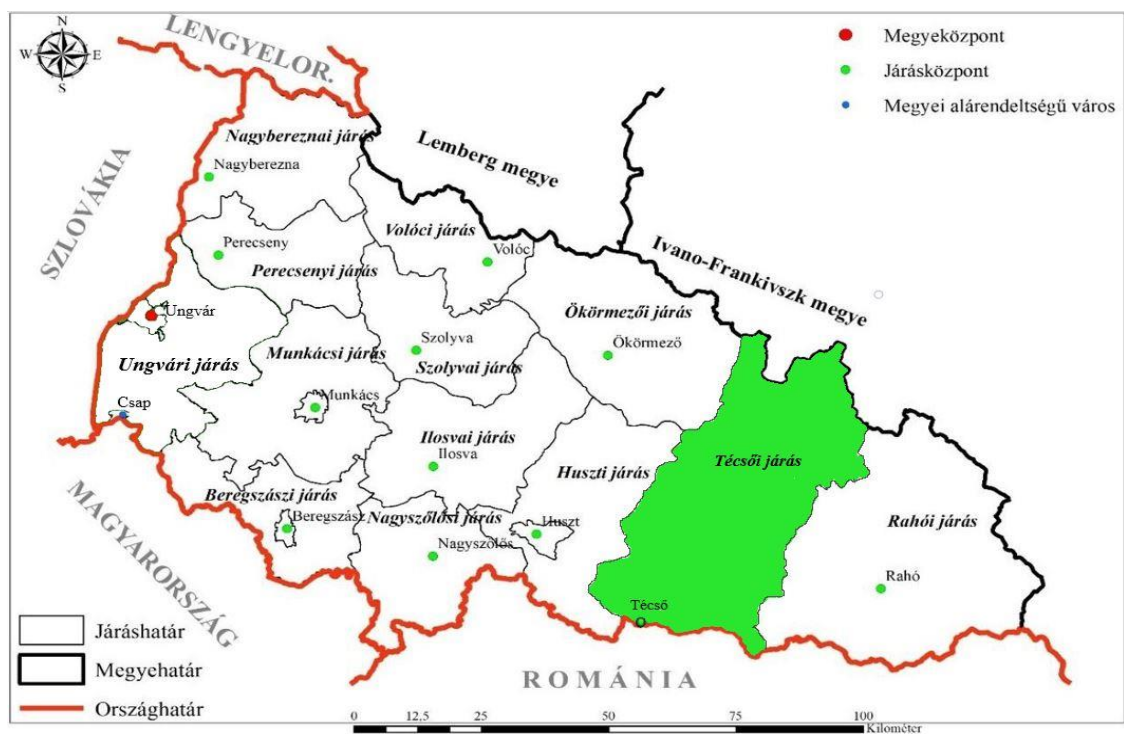 N
W E
S
LENGYELOR.
SZLOVÁKIA
MAGYARORSZÁG
ROMÁNIA
Lemberg megye
Ivano-Frankivszk megye
Megyeközpont
Járásközpont
Megyei alárendeltségű város
Nagybereznai járás
Nagyberezna
Perecseny
Perecsenyi járás
Volóci járás
Volóc
Ungvár
Ungvári járás
Csap
Munkácsi járás
Munkács
Szolyva
Szolyvai járás
Ökörmezői járás
Ökörmező
Ilosvai járás
Ilosva
Huszti járás
Huszt
Técsői járás
Técső
Beregszászi járás
Beregszász
Nagyszőlősi járás
Nagyszőlős
Rahói járás
Rahó
Járáshatár
Megyehatár
Országhatár
0 12,5 25 50 75 100
Kilométer